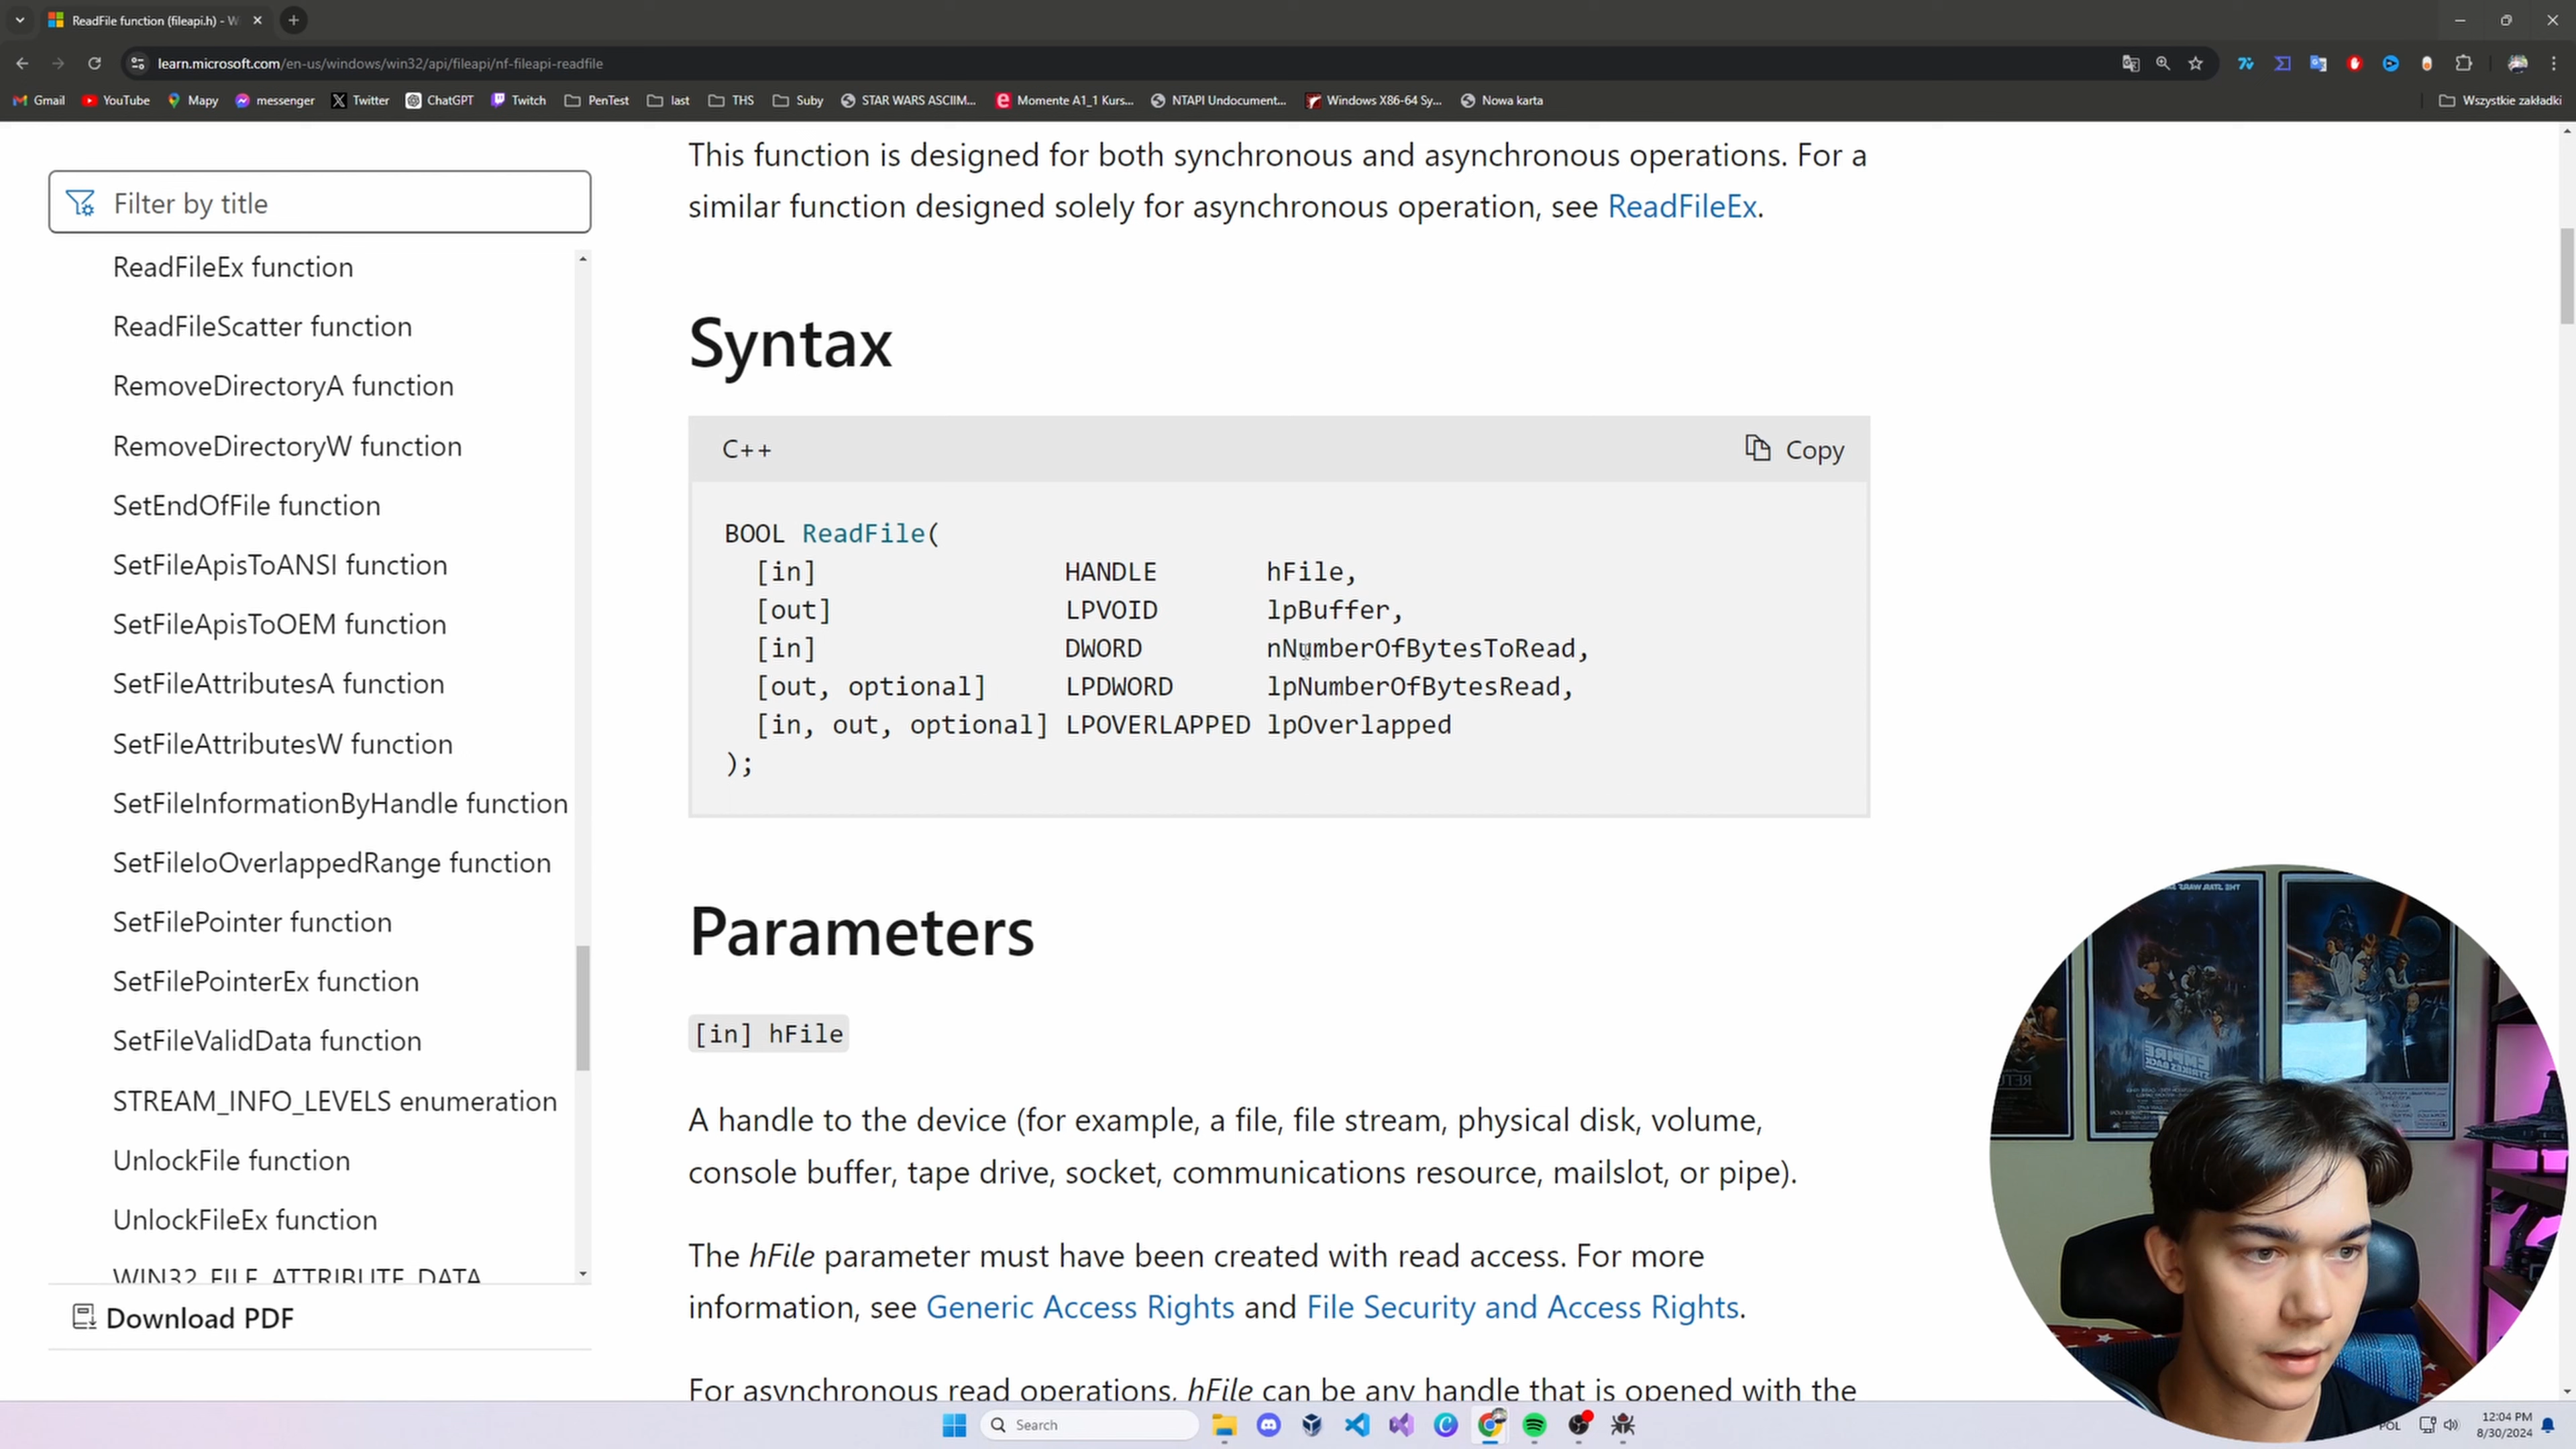 ReadFile function (fileapi.h) - W
learn.microsoft.com/en-us/windows/win32/api/fileapi/nf-fileapi-readfile
Gmail YouTube Mapy messenger Twitter ChatGPT Twitch PenTest last THS Suby STAR WARS ASCIIM... Momente A1_1 Kurs... NTAPI Undocument... Windows X86-64 Sy... Nowa karta Wszystkie zakładki
Filter by title
ReadFileEx function
ReadFileScatter function
RemoveDirectoryA function
RemoveDirectoryW function
SetEndOfFile function
SetFileApisToANSI function
SetFileApisToOEM function
SetFileAttributesA function
SetFileAttributesW function
SetFileInformationByHandle function
SetFileIoOverlappedRange function
SetFilePointer function
SetFilePointerEx function
SetFileValidData function
STREAM_INFO_LEVELS enumeration
UnlockFile function
UnlockFileEx function
WIN32_FILE_ATTRIBUTE_DATA
Download PDF
This function is designed for both synchronous and asynchronous operations. For a
similar function designed solely for asynchronous operation, see ReadFileEx.
Syntax
C++ Copy
BOOL ReadFile(
[in] HANDLE hFile,
[out] LPVOID lpBuffer,
[in] DWORD nNumberOfBytesToRead,
[out, optional] LPDWORD lpNumberOfBytesRead,
[in, out, optional] LPOVERLAPPED lpOverlapped
);
Parameters
[in] hFile
A handle to the device (for example, a file, file stream, physical disk, volume,
console buffer, tape drive, socket, communications resource, mailslot, or pipe).
The hFile parameter must have been created with read access. For more
information, see Generic Access Rights and File Security and Access Rights.
For asynchronous read operations, hFile can be any handle that is opened with the
EMPIRE
STRIKES BACK
Search
POL
12:04 PM
8/30/2024